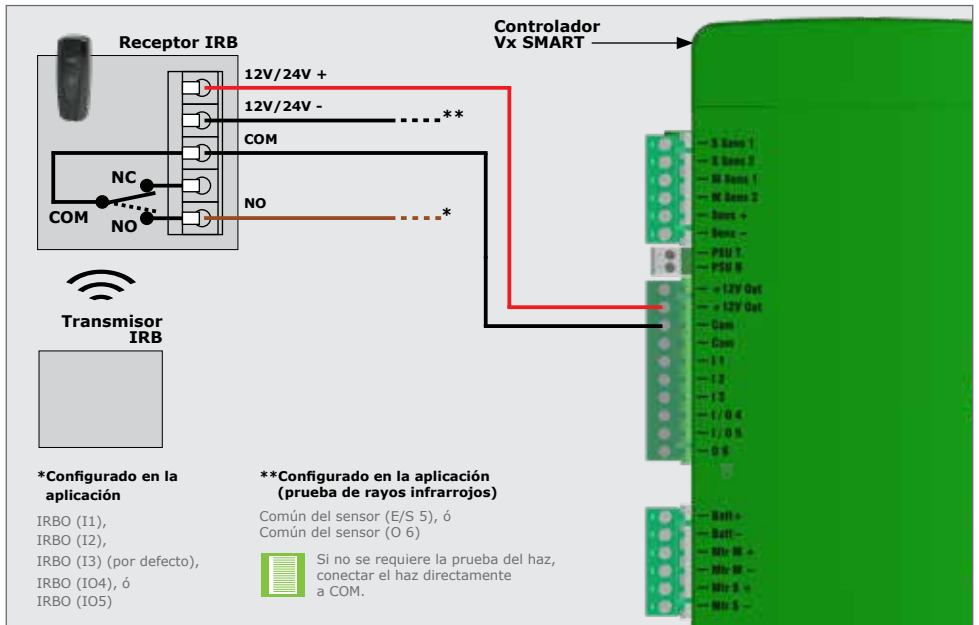 Receptor IRB
Controlador
Vx SMART
12V/24V +
12V/24V -
**
COM
NC
COM
NO
NO
*
Transmisor
IRB
S Sens 1
S Sens 2
M Sens 1
M Sens 2
Sens +
Sens −
PSU T
PSU R
+12V Out
+12V Out
Com
Com
I 1
I 2
I 3
I / O 4
I / O 5
O 6
Batt+
Batt−
Mtr M +
Mtr M −
Mtr S +
Mtr S −
*Configurado en la
aplicación
IRBO (I1),
IRBO (I2),
IRBO (I3) (por defecto),
IRBO (IO4), ó
IRBO (IO5)
**Configurado en la aplicación
(prueba de rayos infrarrojos)
Común del sensor (E/S 5), ó
Común del sensor (O 6)
Si no se requiere la prueba del haz,
conectar el haz directamente
a COM.